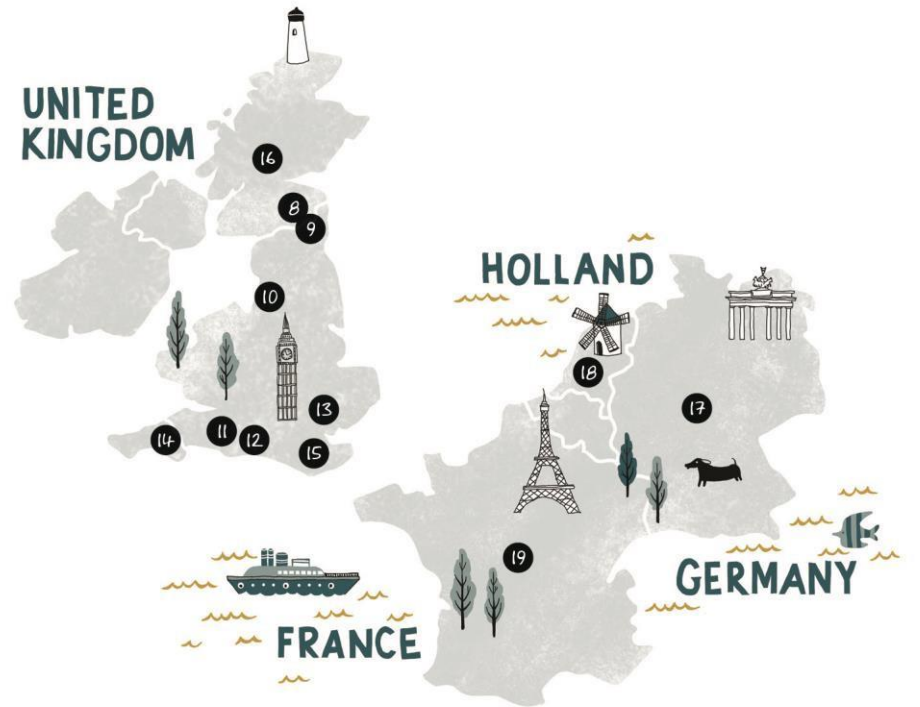 UNITED
KINGDOM
16
8
9
10
13
11
12
14
15
HOLLAND
18
17
19
GERMANY
FRANCE